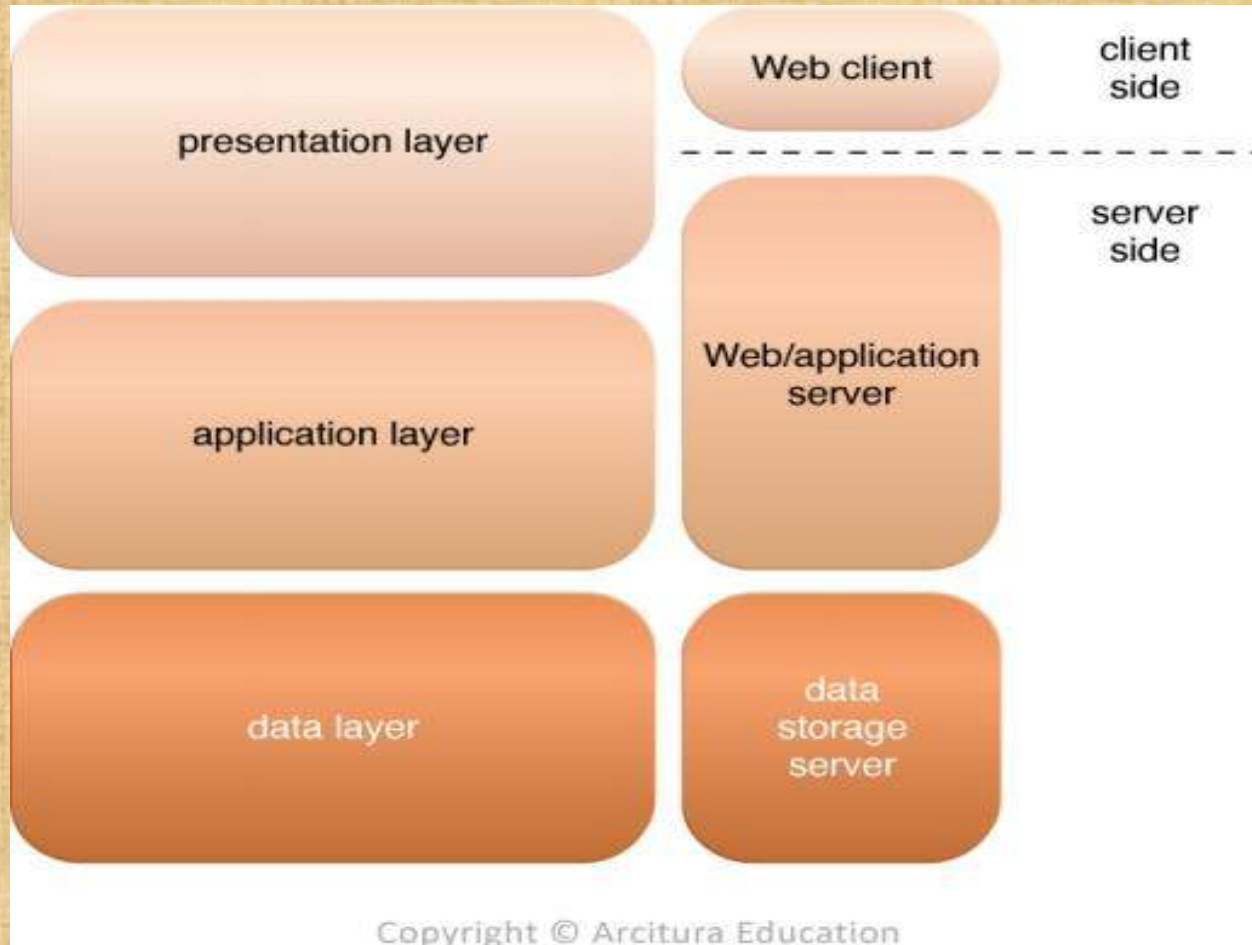 presentation layer
Web client
client
side
server
side
Web/application
server
application layer
data layer
data
storage
server
Copyright © Arcitura Education